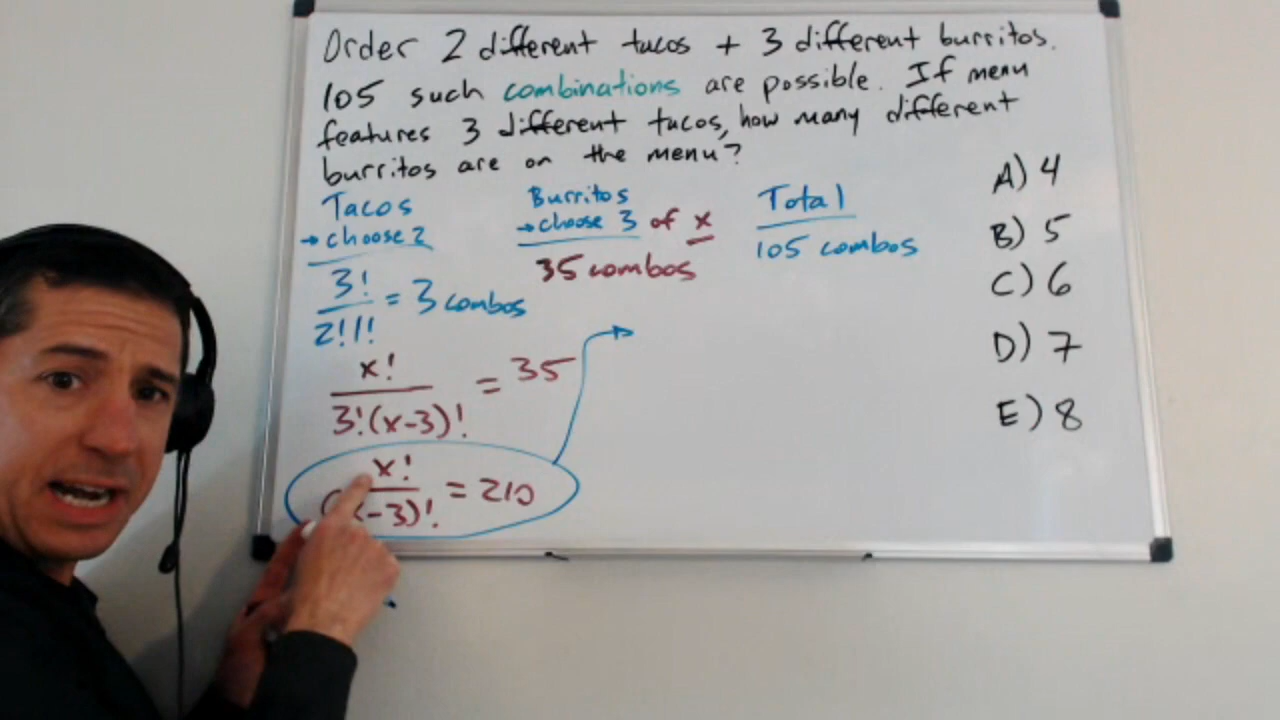 Order 2 different tacos + 3 different burritos.
105 such combinations are possible. If menu
features 3 different tacos, how many different
burritos are on the menu?
Tacos
→ choose 2
3!
2!1!
= 3 combos
Burritos
→ choose 3 of x
35 combos
Total
105 combos
x!
3!(x-3)!
= 35
x!
(-3)!
= 210
A) 4
B) 5
C) 6
D) 7
E) 8